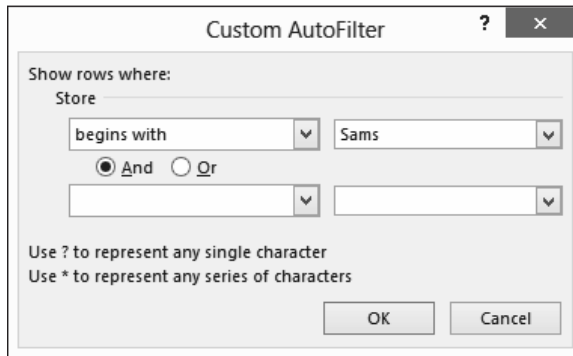 Custom AutoFilter
?
×
Show rows where:
Store
begins with
Sams
And
Or
Use ? to represent any single character
Use * to represent any series of characters
OK
Cancel